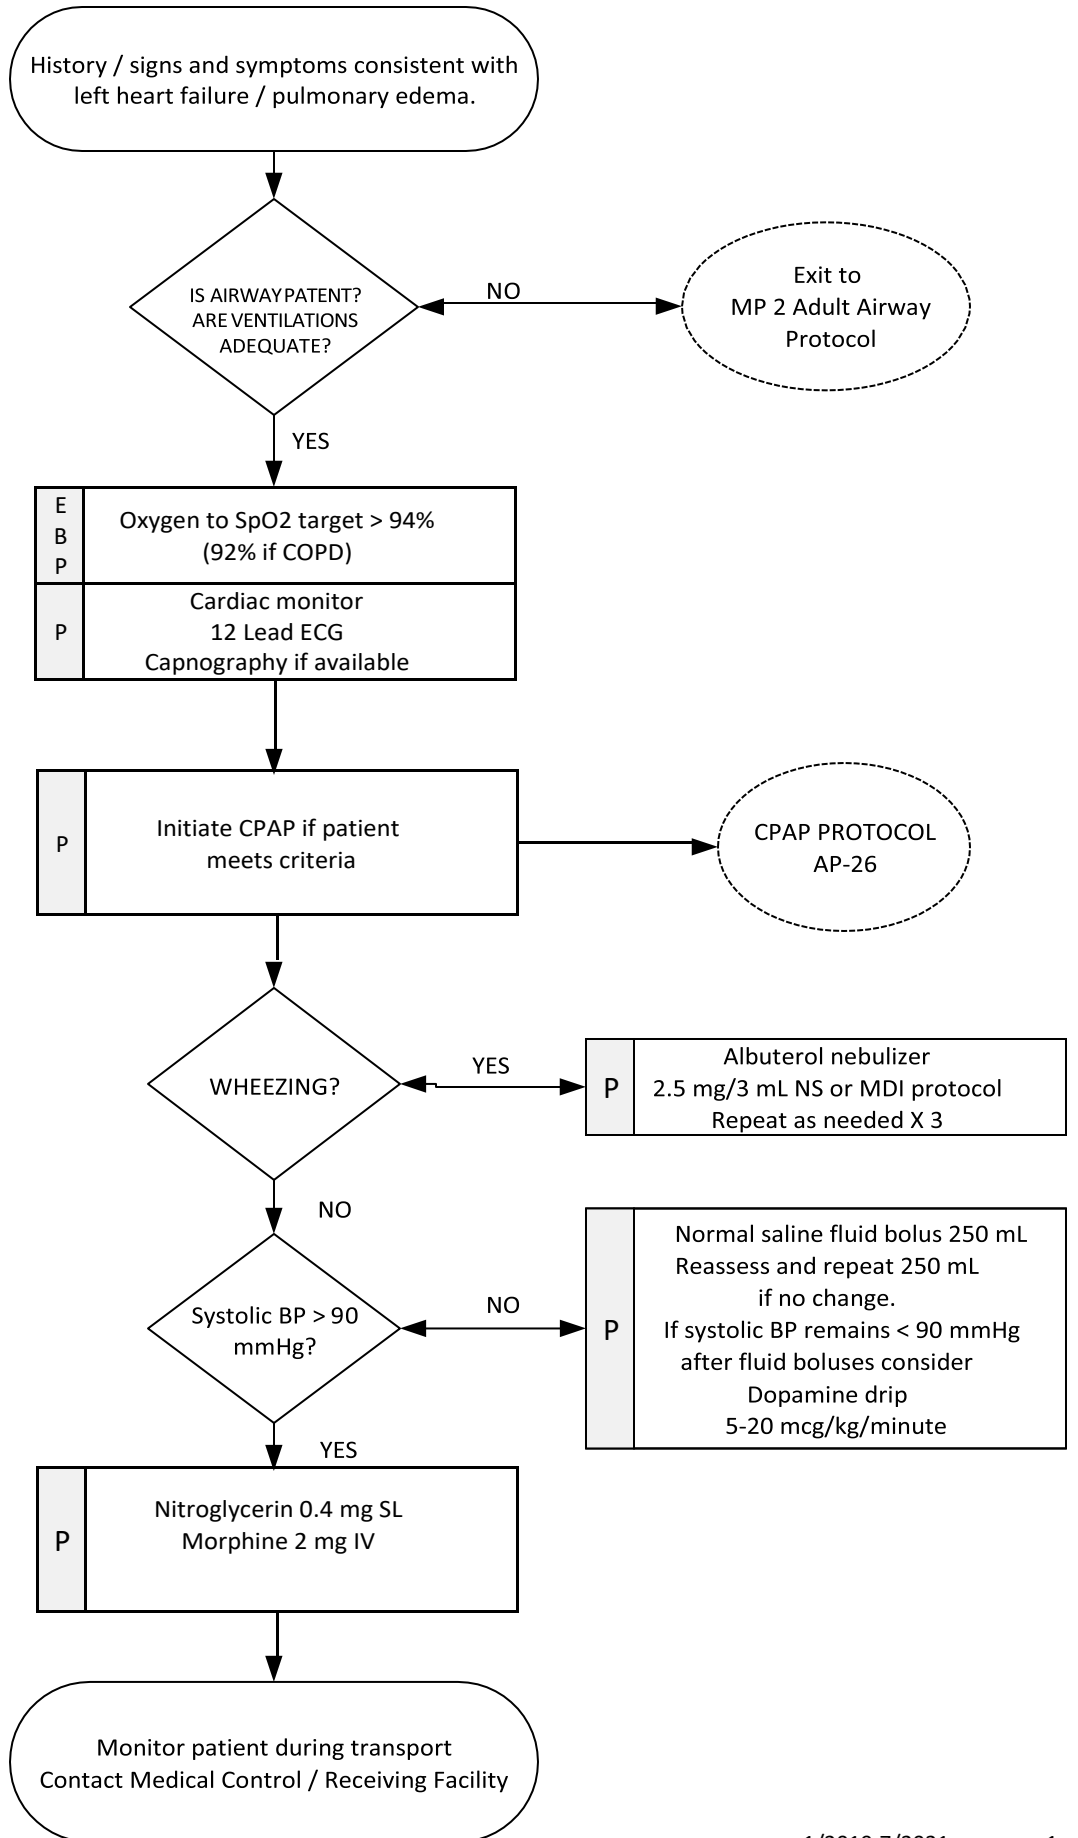 History / signs and symptoms consistent with
left heart failure / pulmonary edema.
IS AIRWAY PATENT?
ARE VENTILATIONS
ADEQUATE?
NO
Exit to
MP 2 Adult Airway
Protocol
YES
E
B
P
Oxygen to SpO2 target > 94%
(92% if COPD)
P
Cardiac monitor
12 Lead ECG
Capnography if available
P
Initiate CPAP if patient
meets criteria
CPAP PROTOCOL
AP-26
WHEEZING?
YES
P
Albuterol nebulizer
2.5 mg/3 mL NS or MDI protocol
Repeat as needed X 3
NO
Systolic BP > 90
mmHg?
NO
P
Normal saline fluid bolus 250 mL
Reassess and repeat 250 mL
if no change.
If systolic BP remains < 90 mmHg
after fluid boluses consider
Dopamine drip
5-20 mcg/kg/minute
YES
P
Nitroglycerin 0.4 mg SL
Morphine 2 mg IV
Monitor patient during transport
Contact Medical Control / Receiving Facility